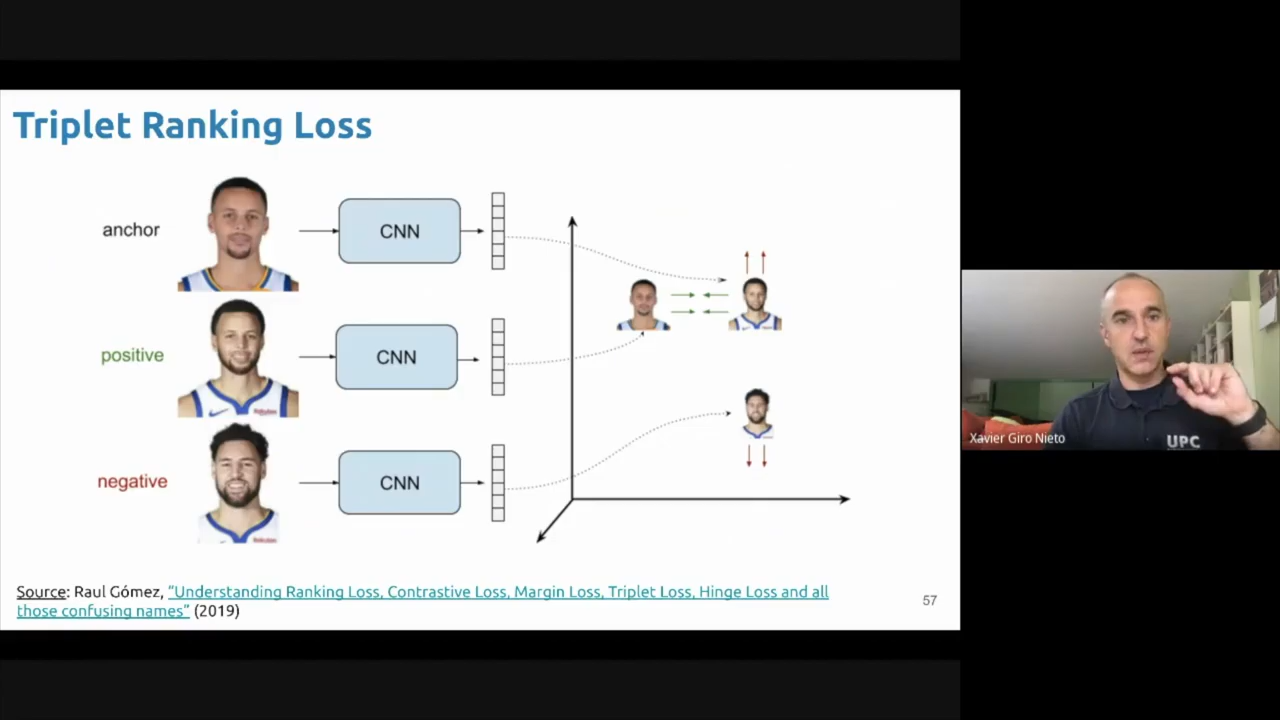 Triplet Ranking Loss
anchor
CNN
positive
CNN
negative
CNN
Source: Raul Gómez, “Understanding Ranking Loss, Contrastive Loss, Margin Loss, Triplet Loss, Hinge Loss and all
those confusing names” (2019)
57
Xavier Giro Nieto
UPC